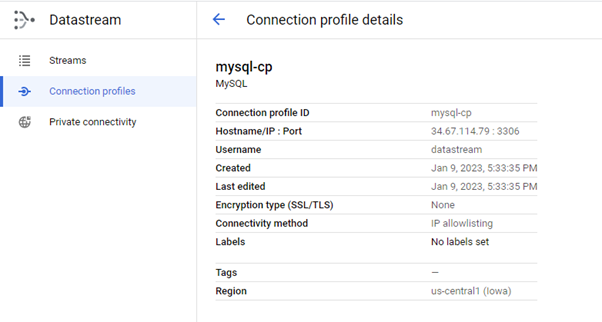 Datastream
Connection profile details
Streams
Connection profiles
Private connectivity
mysql-cp
MySQL
Connection profile ID mysql-cp
Hostname/IP : Port 34.67.114.79 : 3306
Username datastream
Created Jan 9, 2023, 5:33:35 PM
Last edited Jan 9, 2023, 5:33:35 PM
Encryption type (SSL/TLS) None
Connectivity method IP allowlisting
Labels No labels set
Tags —
Region us-central1 (Iowa)